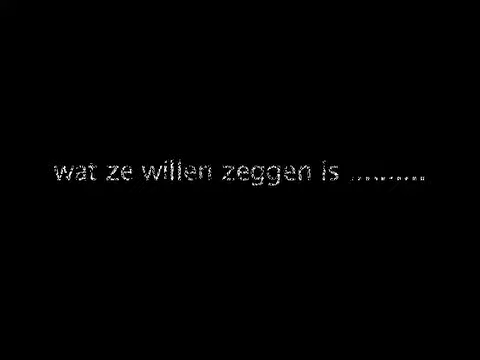 wat ze willen zeggen is ...........